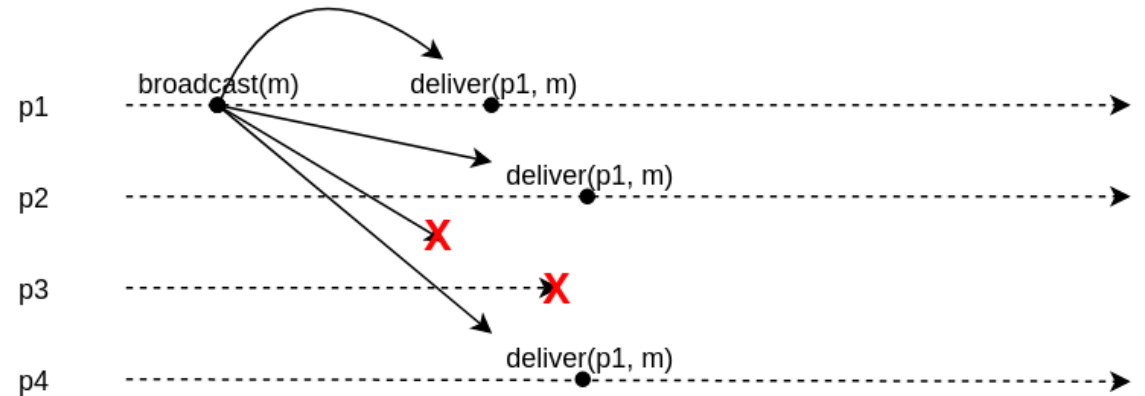 broadcast(m)
deliver(p1, m)
p1
deliver(p1, m)
p2
X
p3
X
deliver(p1, m)
p4